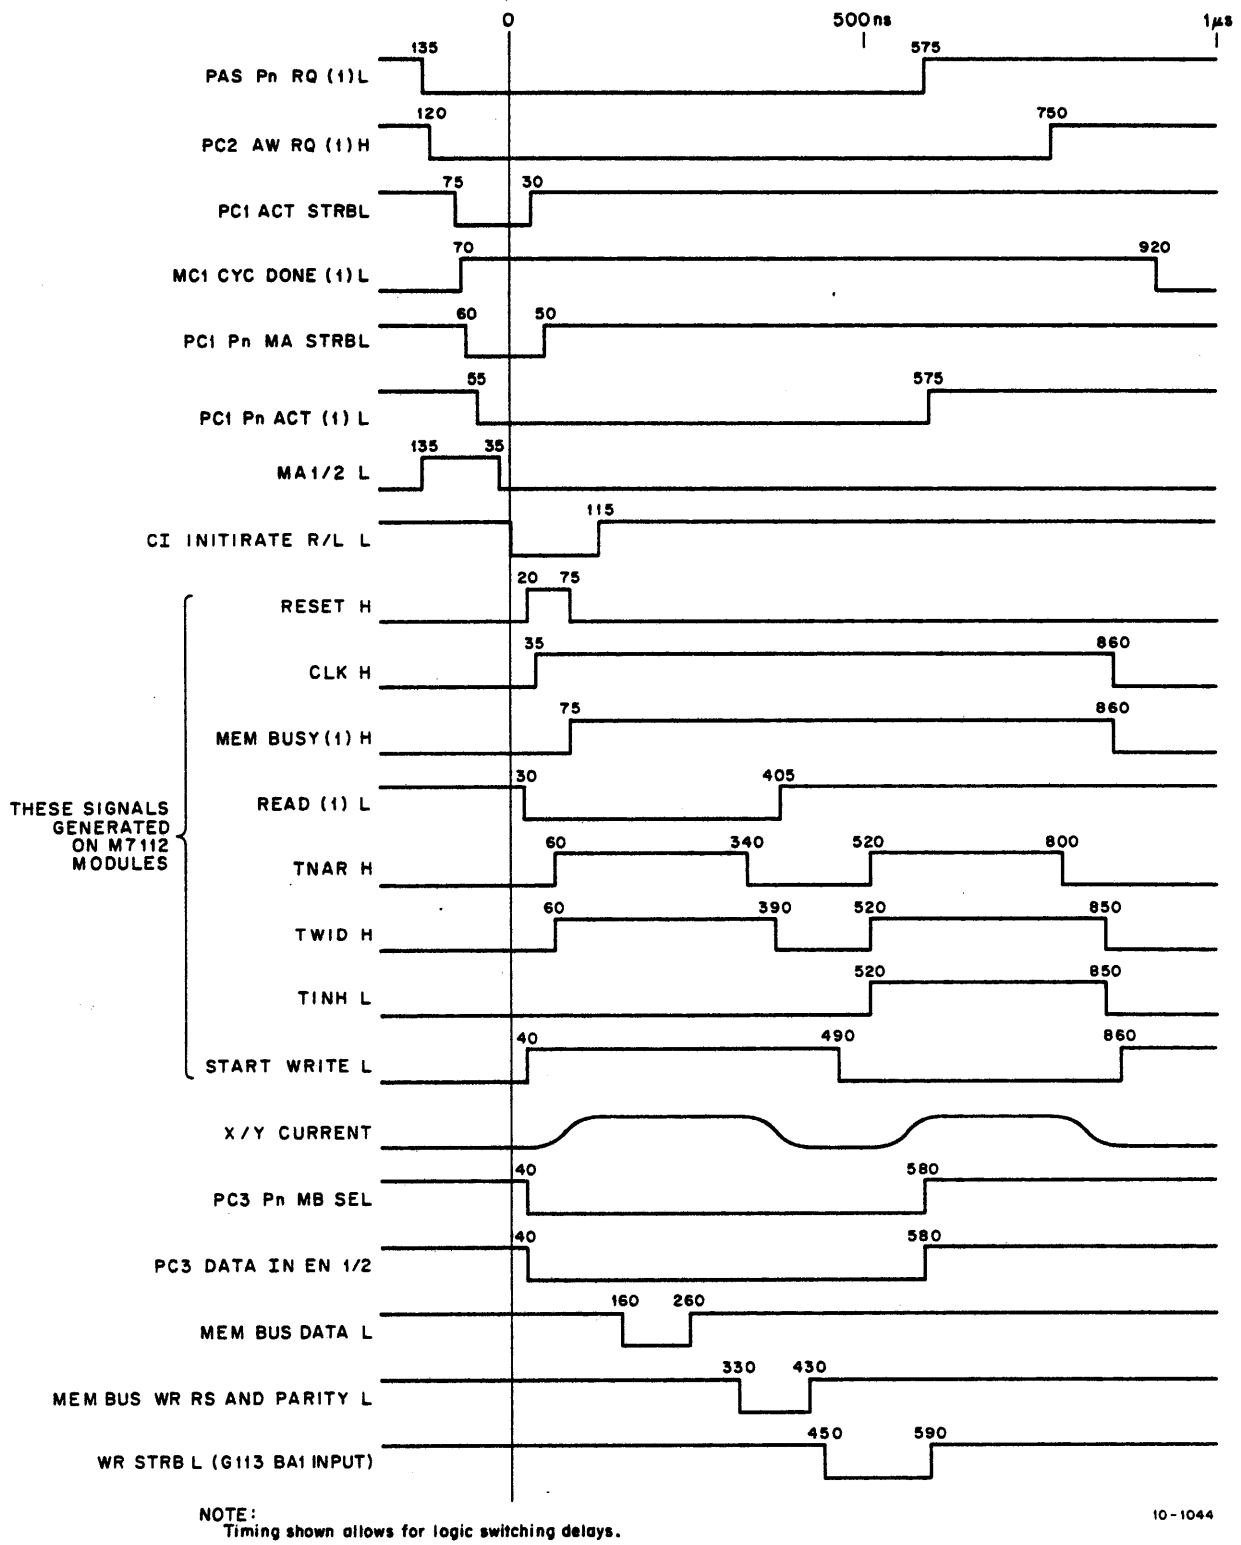 0 500ns 1μs
135 575
PAS Pn RQ (1)L
120 750
PC2 AW RQ (1)H
75 30
PC1 ACT STRBL
70 920
MC1 CYC DONE (1) L
60 50
PC1 Pn MA STRBL
55 575
PC1 Pn ACT (1) L
135 35
MA1/2 L
115
CI INITIRATE R/L L
20 75
RESET H
35 860
CLK H
75 860
MEM BUSY(1) H
30 405
READ (1) L
THESE SIGNALS
GENERATED
ON M7112
MODULES
60 340 520 800
TNAR H
60 390 520 850
TWID H
520 850
TINH L
40 490 860
START WRITE L
X/Y CURRENT
40 580
PC3 Pn MB SEL
40 580
PC3 DATA IN EN 1/2
160 260
MEM BUS DATA L
330 430
MEM BUS WR RS AND PARITY L
450 590
WR STRB L (G113 BA1 INPUT)
NOTE:
Timing shown allows for logic switching delays.
10-1044